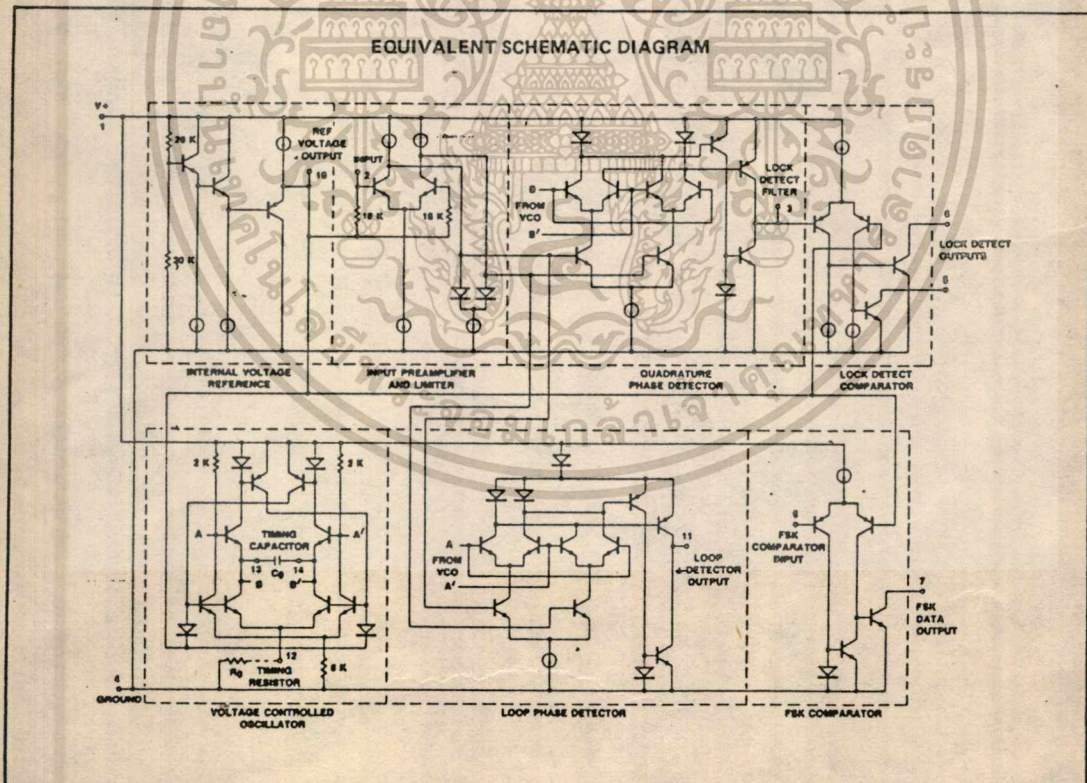 EQUIVALENT SCHEMATIC DIAGRAM
V+
1
20 K
20 K
REF
VOLTAGE
OUTPUT
10
INPUT
2
10 K
10 K
B
FROM
VCO
B'
LOCK
DETECT
FILTER
3
6
LOCK DETECT
OUTPUTS
5
INTERNAL VOLTAGE
REFERENCE
INPUT PREAMPLIFIER
AND LIMITER
QUADRATURE
PHASE DETECTOR
LOCK DETECT
COMPARATOR
2 K
2 K
A
TIMING
CAPACITOR
A'
13
C0
14
B
B'
12
R0
TIMING
RESISTOR
8 K
4
GROUND
VOLTAGE CONTROLLED
OSCILLATOR
A
FROM
VCO
A'
11
LOOP
DETECTOR
OUTPUT
LOOP PHASE DETECTOR
FSK
COMPARATOR
INPUT
7
FSK
DATA
OUTPUT
FSK COMPARATOR